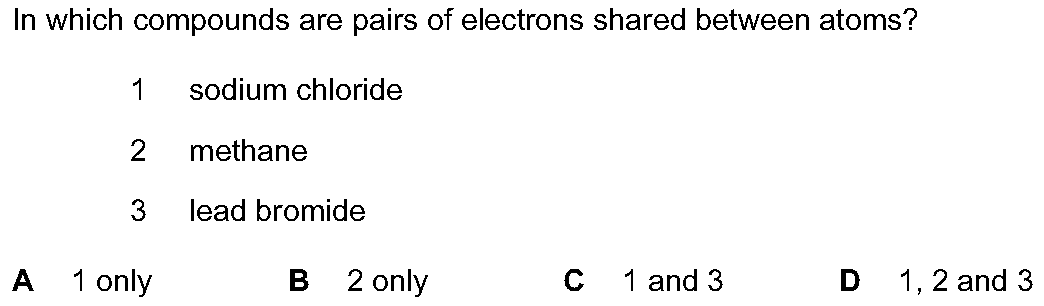 In which compounds are pairs of electrons shared between atoms?
1 sodium chloride
2 methane
3 lead bromide
A 1 only B 2 only C 1 and 3 D 1, 2 and 3